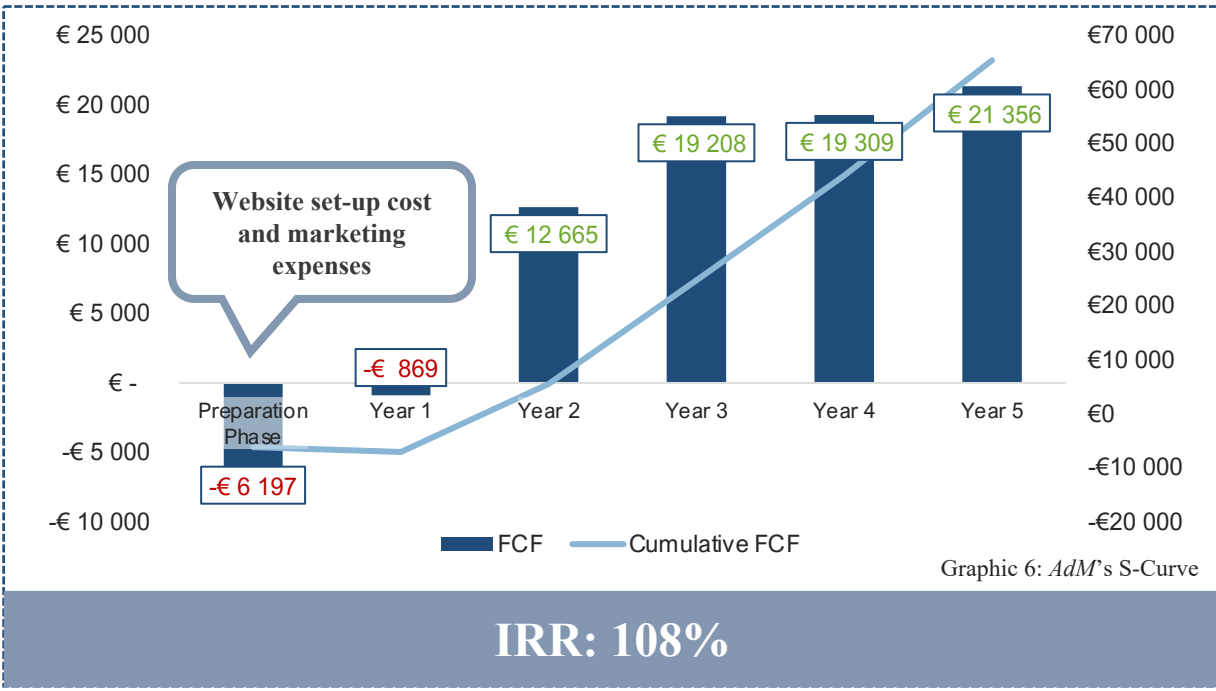 € 25 000
€ 20 000
€ 15 000
€ 10 000
€ 5 000
€ -
-€ 5 000
-€ 10 000
Website set-up cost
and marketing
expenses
-€ 6 197
-€ 869
€ 12 665
€ 19 208
€ 19 309
€ 21 356
Preparation
Phase
Year 1
Year 2
Year 3
Year 4
Year 5
€70 000
€60 000
€50 000
€40 000
€30 000
€20 000
€10 000
€0
-€10 000
-€20 000
FCF
Cumulative FCF
Graphic 6: AdM's S-Curve
IRR: 108%